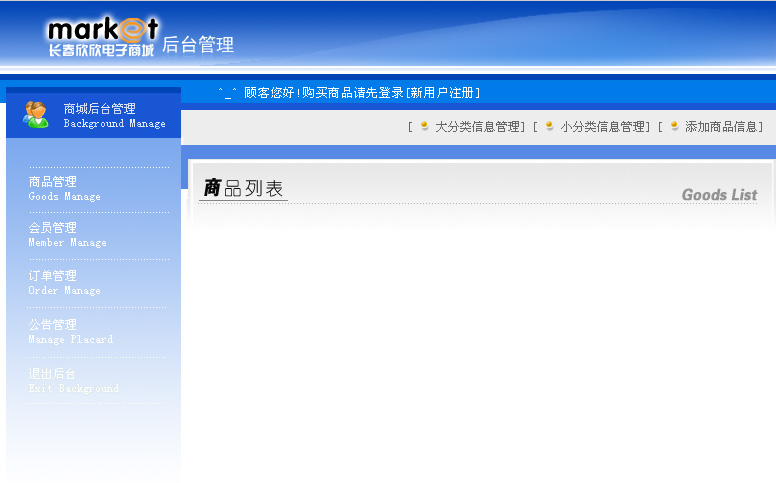 market
长春欣欣电子商城 后台管理
^_^ 顾客您好!购买商品请先登录[新用户注册]
商城后台管理
Background Manage
[ 大分类信息管理] [ 小分类信息管理] [ 添加商品信息]
商品管理
Goods Manage
会员管理
Member Manage
订单管理
Order Manage
公告管理
Manage Placard
退出后台
Exit Background
商品列表
Goods List